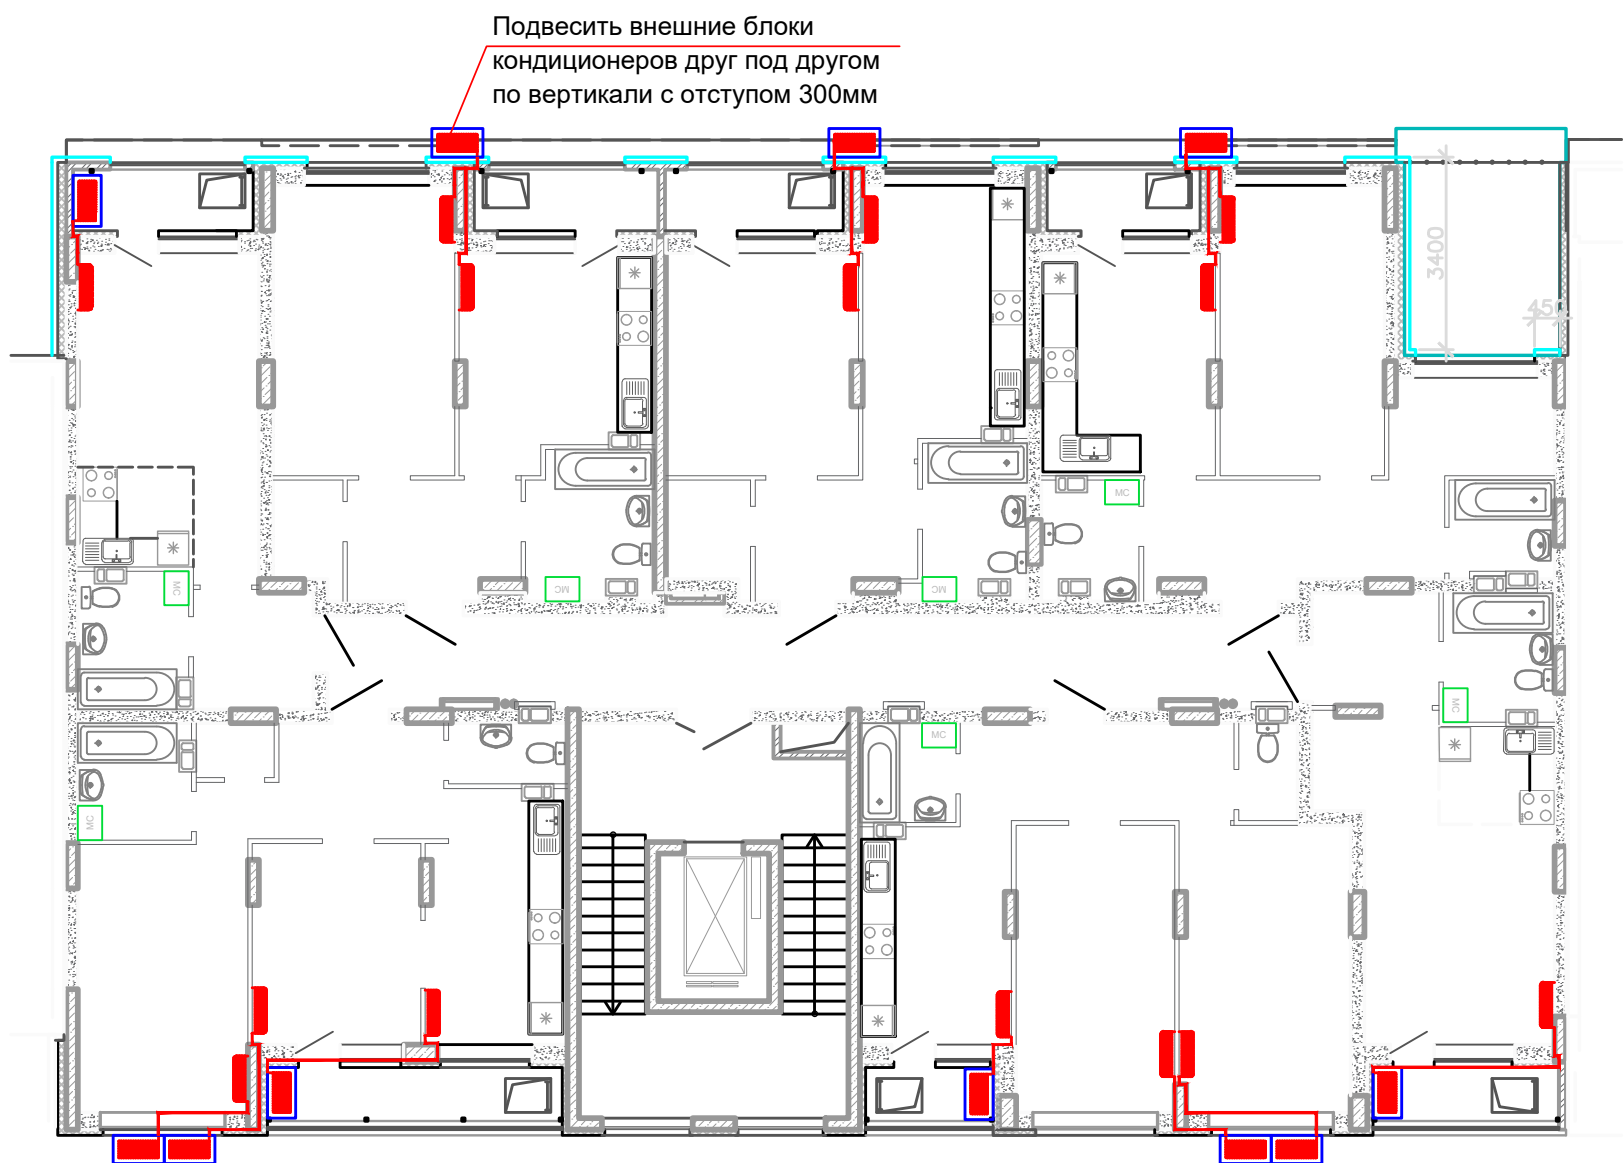 Подвесить внешние блоки
кондиционеров друг под другом
по вертикали с отступом 300мм
3400
450
МС
МС
МС
МС
МС
МС
МС